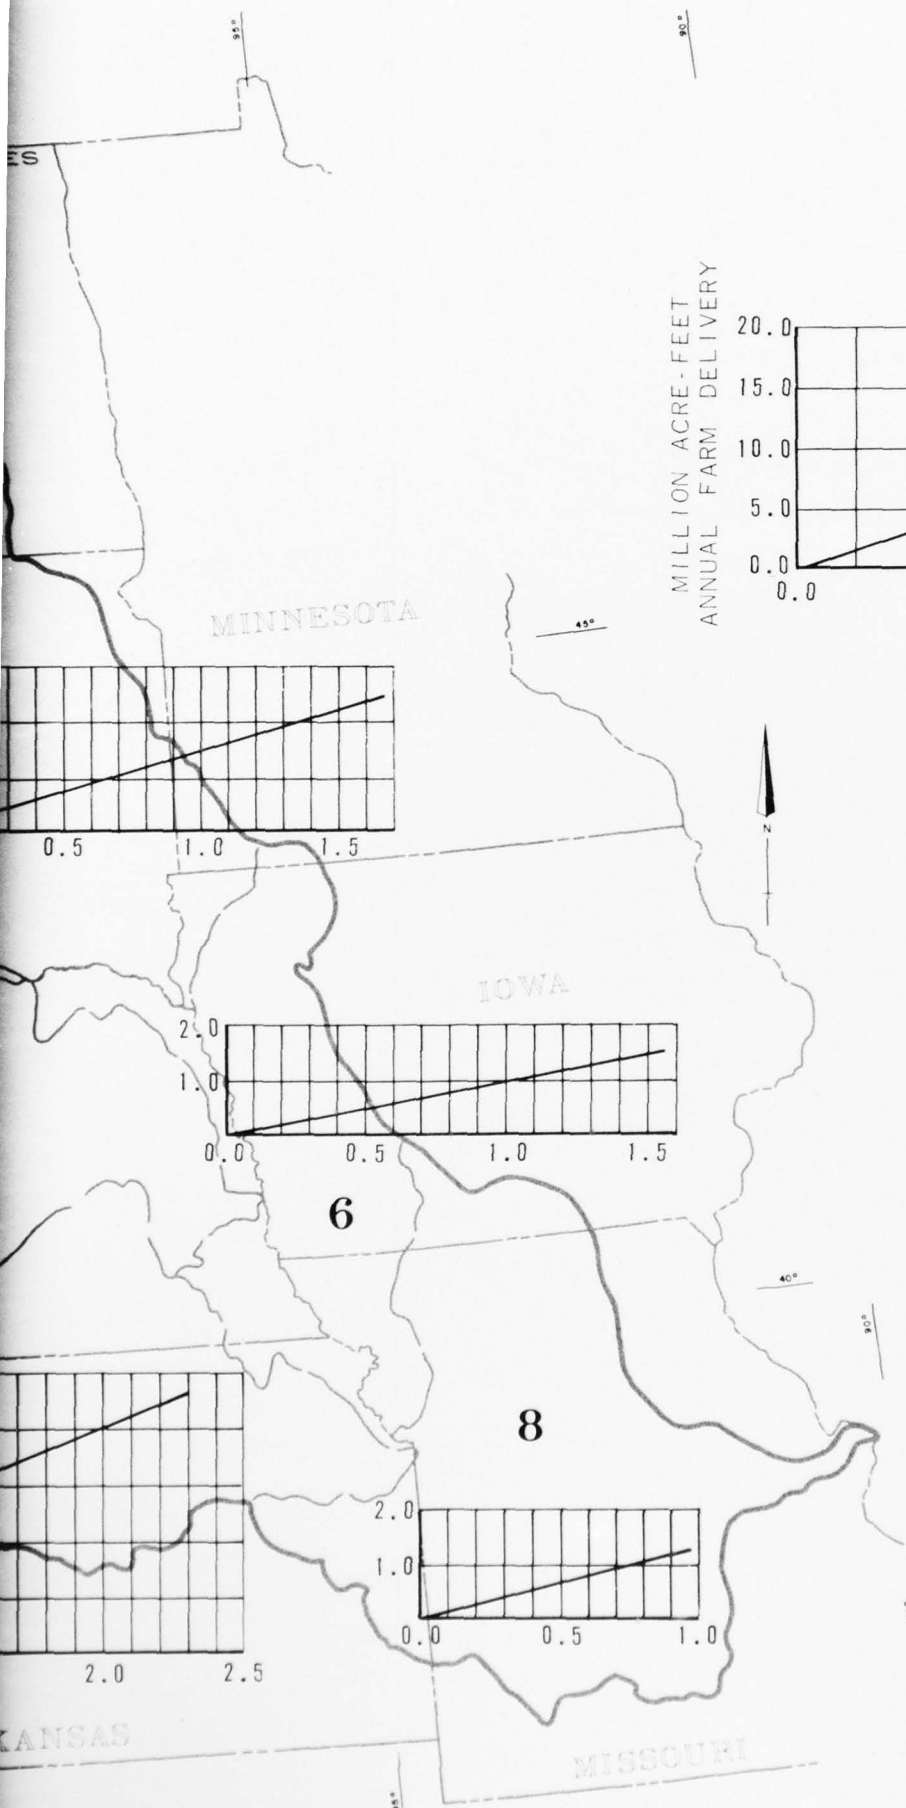 95°
90°
ES
MILLION ACRE-FEET
ANNUAL FARM DELIVERY
20.0
15.0
10.0
5.0
0.0
0.0
MINNESOTA
45°
0.5 1.0 1.5
N
IOWA
2.0
1.0
0.0 0.5 1.0 1.5
6
40°
90°
8
2.0
1.0
0.0 0.5 1.0
2.0 2.5
KANSAS
MISSOURI
95°